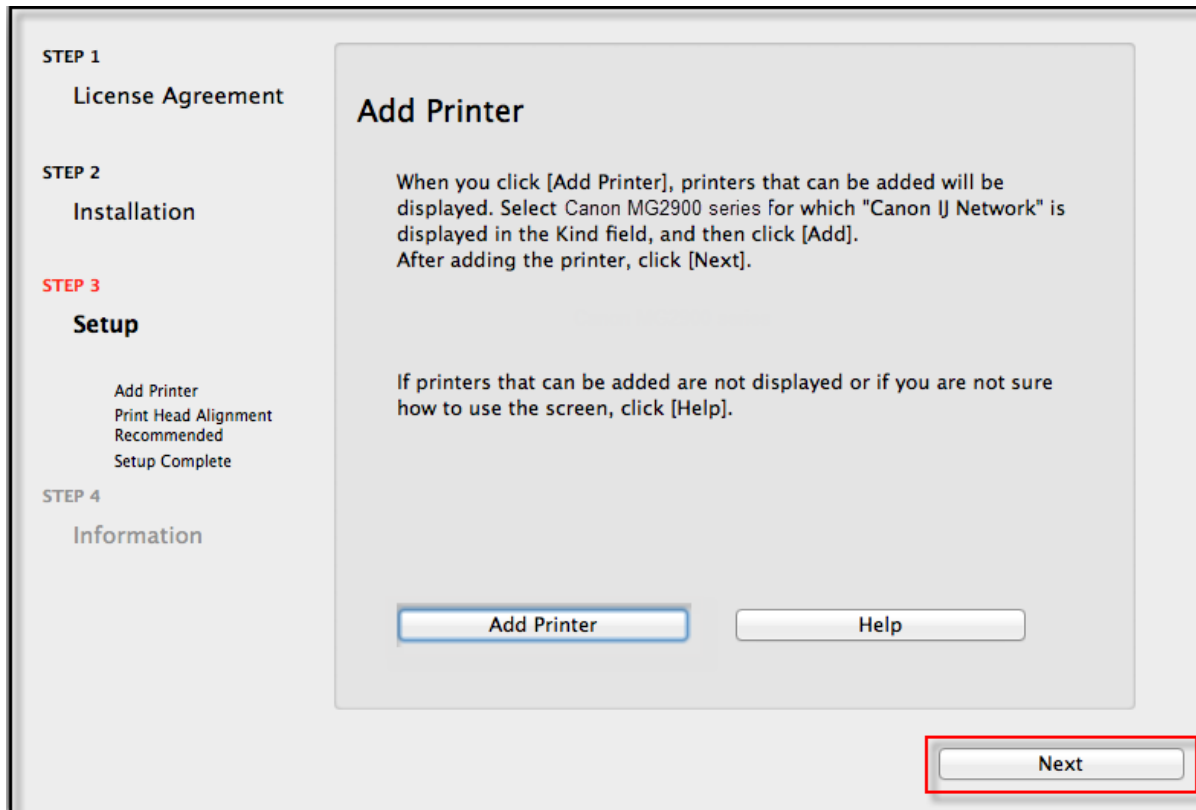 STEP 1
License Agreement
STEP 2
Installation
STEP 3
Setup
Add Printer
Print Head Alignment
Recommended
Setup Complete
STEP 4
Information
Add Printer
When you click [Add Printer], printers that can be added will be
displayed. Select Canon MG2900 series for which "Canon IJ Network" is
displayed in the Kind field, and then click [Add].
After adding the printer, click [Next].
If printers that can be added are not displayed or if you are not sure
how to use the screen, click [Help].
Add Printer
Help
Next